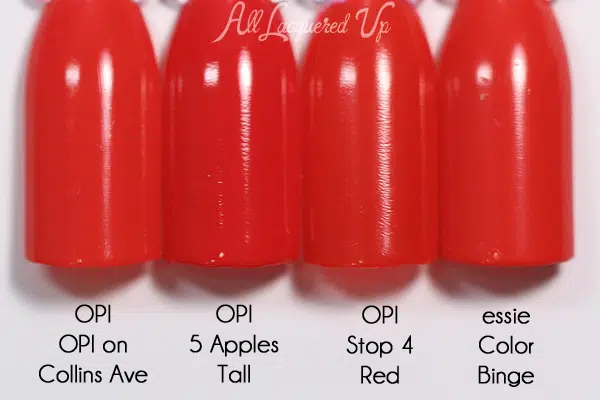 All Lacquered Up
OPI
OPI on
Collins Ave
OPI
5 Apples
Tall
OPI
Stop 4
Red
essie
Color
Binge